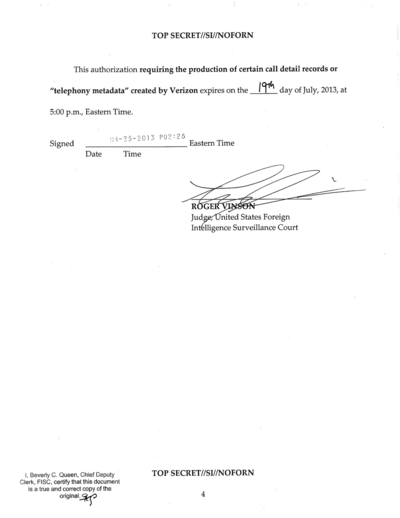 TOP SECRET//SI//NOFORN
This authorization requiring the production of certain call detail records or
"telephony metadata" created by Verizon expires on the 19th day of July, 2013, at
5:00 p.m., Eastern Time.
Signed 04-25-2013 P02:26 Eastern Time
Date Time
ROGER VINSON
Judge, United States Foreign
Intelligence Surveillance Court
I, Beverly C. Queen, Chief Deputy
Clerk, FISC, certify that this document
is a true and correct copy of the
original.
TOP SECRET//SI//NOFORN
4